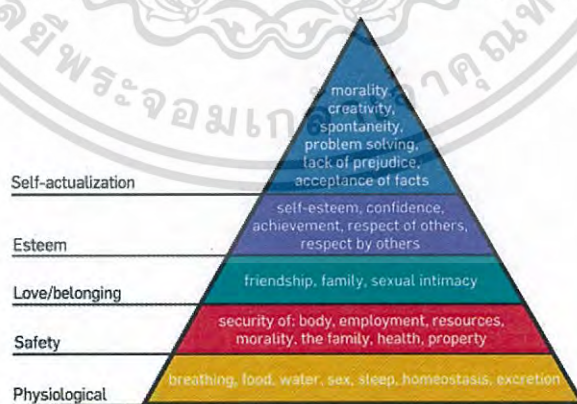 morality,
creativity,
spontaneity,
problem solving,
lack of prejudice,
acceptance of facts
Self-actualization
self-esteem, confidence,
achievement, respect of others,
respect by others
Esteem
friendship, family, sexual intimacy
Love/belonging
security of: body, employment, resources,
morality, the family, health, property
Safety
breathing, food, water, sex, sleep, homeostasis, excretion
Physiological